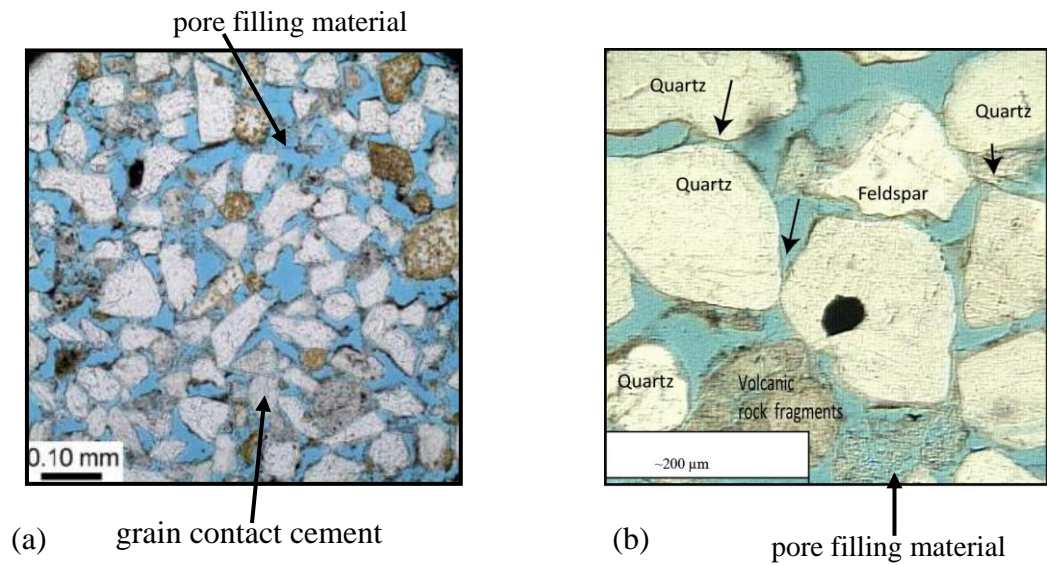 pore filling material
0.10 mm
(a)
grain contact cement
Quartz
Quartz
Quartz
Feldspar
Quartz
Volcanic
rock fragments
~200 µm
(b)
pore filling material